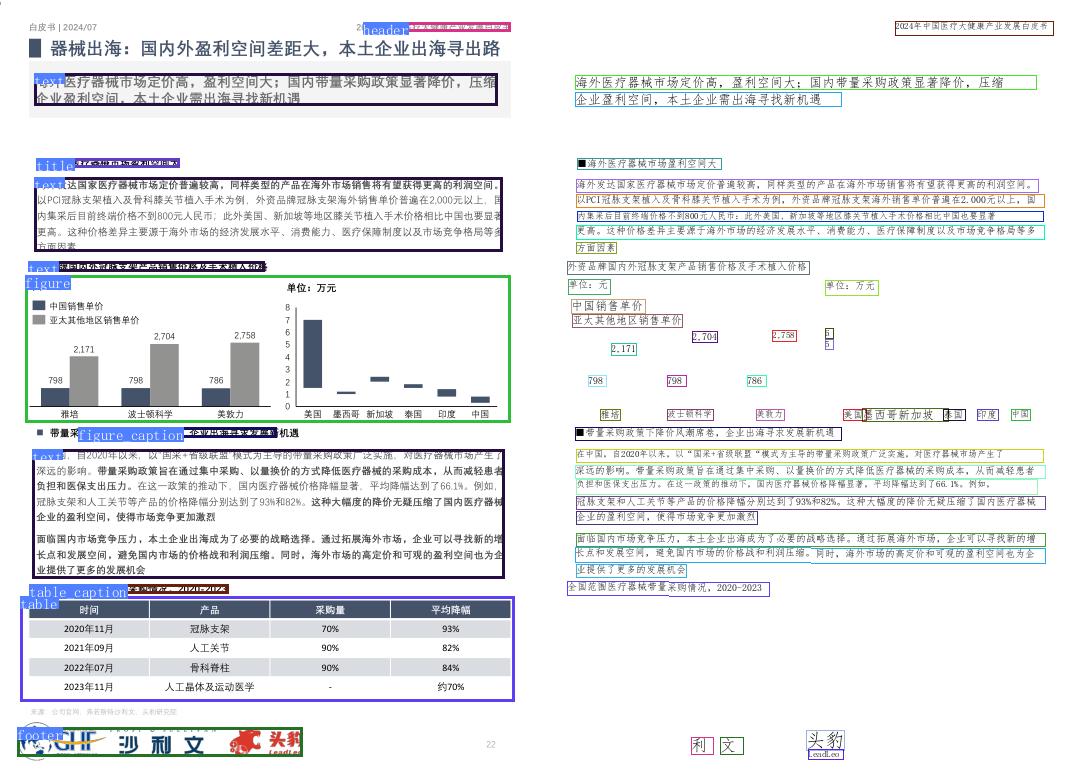 白皮书 | 2024/07
header
器械出海：国内外盈利空间差距大，本土企业出海寻出路
text
医疗器械市场定价高，盈利空间大；国内带量采购政策显著降价，压缩
企业盈利空间，本土企业需出海寻找新机遇
title
text
达国家医疗器械市场定价普遍较高，同样类型的产品在海外市场销售将有望获得更高的利润空间。
以PCI冠脉支架植入及骨科膝关节植入手术为例，外资品牌冠脉支架海外销售单价普遍在2,000元以上，国
内集采后目前终端价格不到800元人民币；此外美国、新加坡等地区膝关节植入手术价格相比中国也要显著
更高。这种价格差异主要源于海外市场的经济发展水平、消费能力、医疗保障制度以及市场竞争格局等多
方面因素
text
国内外冠脉支架产品销售价格及手术植入价格
figure
中国销售单价
亚太其他地区销售单价
798 2,171 798 2,704 786 2,758
雅培 波士顿科学 美敦力
单位：万元
8
7
6
5
4
3
2
1
0
美国 墨西哥 新加坡 泰国 印度 中国
figure caption
text
自2020年以来，以"国采+省级联盟"模式为主导的带量采购政策广泛实施，对医疗器械市场产生了
深远的影响。带量采购政策旨在通过集中采购、以量换价的方式降低医疗器械的采购成本，从而减轻患者
负担和医保支出压力。在这一政策的推动下，国内医疗器械价格降幅显著，平均降幅达到了66.1%。例如，
冠脉支架和人工关节等产品的价格降幅分别达到了93%和82%。这种大幅度的降价无疑压缩了国内医疗器械
企业的盈利空间，使得市场竞争更加激烈
面临国内市场竞争压力，本土企业出海成为了必要的战略选择。通过拓展海外市场，企业可以寻找新的增
长点和发展空间，避免国内市场的价格战和利润压缩。同时，海外市场的高定价和可观的盈利空间也为企
业提供了更多的发展机会
table caption
table
时间 产品 采购量 平均降幅
2020年11月 冠脉支架 70% 93%
2021年09月 人工关节 90% 82%
2022年07月 骨科脊柱 90% 84%
2023年11月 人工晶体及运动医学 - 约70%
来源：公司官网、弗若斯特沙利文、头豹研究院
footer
GHF 沙利文 头豹
22
2024年中国医疗大健康产业发展白皮书
海外医疗器械市场定价高，盈利空间大；国内带量采购政策显著降价，压缩
企业盈利空间，本土企业需出海寻找新机遇
■海外医疗器械市场盈利空间大
海外发达国家医疗器械市场定价普遍较高，同样类型的产品在海外市场销售将有望获得更高的利润空间。
以PCI冠脉支架植入及骨科膝关节植入手术为例，外资品牌冠脉支架海外销售单价普遍在2,000元以上，国
内集采后目前终端价格不到800元人民币；此外美国、新加坡等地区膝关节植入手术价格相比中国也要显著
更高。这种价格差异主要源于海外市场的经济发展水平、消费能力、医疗保障制度以及市场竞争格局等多
方面因素
外资品牌国内外冠脉支架产品销售价格及手术植入价格
单位：元 单位：万元
中国销售单价
亚太其他地区销售单价
2,704 2,758 5
5
2,171
798 798 786
雅培 波士顿科学 美敦力 美国 墨西哥新加坡 泰国 印度 中国
■带量采购政策下降价风潮席卷，企业出海寻求发展新机遇
在中国，自2020年以来，以"国采+省级联盟"模式为主导的带量采购政策广泛实施，对医疗器械市场产生了
深远的影响。带量采购政策旨在通过集中采购、以量换价的方式降低医疗器械的采购成本，从而减轻患者
负担和医保支出压力。在这一政策的推动下，国内医疗器械价格降幅显著，平均降幅达到了66.1%。例如，
冠脉支架和人工关节等产品的价格降幅分别达到了93%和82%。这种大幅度的降价无疑压缩了国内医疗器械
企业的盈利空间，使得市场竞争更加激烈
面临国内市场竞争压力，本土企业出海成为了必要的战略选择。通过拓展海外市场，企业可以寻找新的增
长点和发展空间，避免国内市场的价格战和利润压缩。同时，海外市场的高定价和可观的盈利空间也为企
业提供了更多的发展机会
全国范围医疗器械带量采购情况，2020-2023
利 文 头豹
LeadLeo